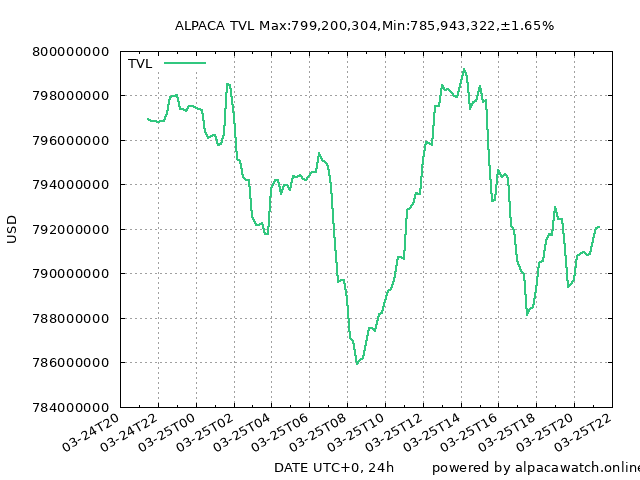 ALPACA TVL Max:799,200,304,Min:785,943,322,±1.65%
TVL
800000000
798000000
796000000
794000000
792000000
790000000
788000000
786000000
784000000
USD
03-24T20
03-24T22
03-25T00
03-25T02
03-25T04
03-25T06
03-25T08
03-25T10
03-25T12
03-25T14
03-25T16
03-25T18
03-25T20
03-25T22
DATE UTC+0, 24h
powered by alpacawatch.online